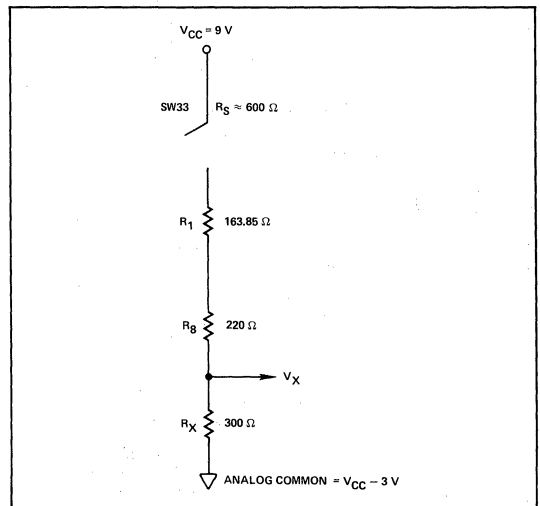 V_CC = 9 V
SW33 R_S ≈ 600 Ω
R_1 163.85 Ω
R_8 220 Ω
V_X
R_X 300 Ω
ANALOG COMMON = V_CC − 3 V